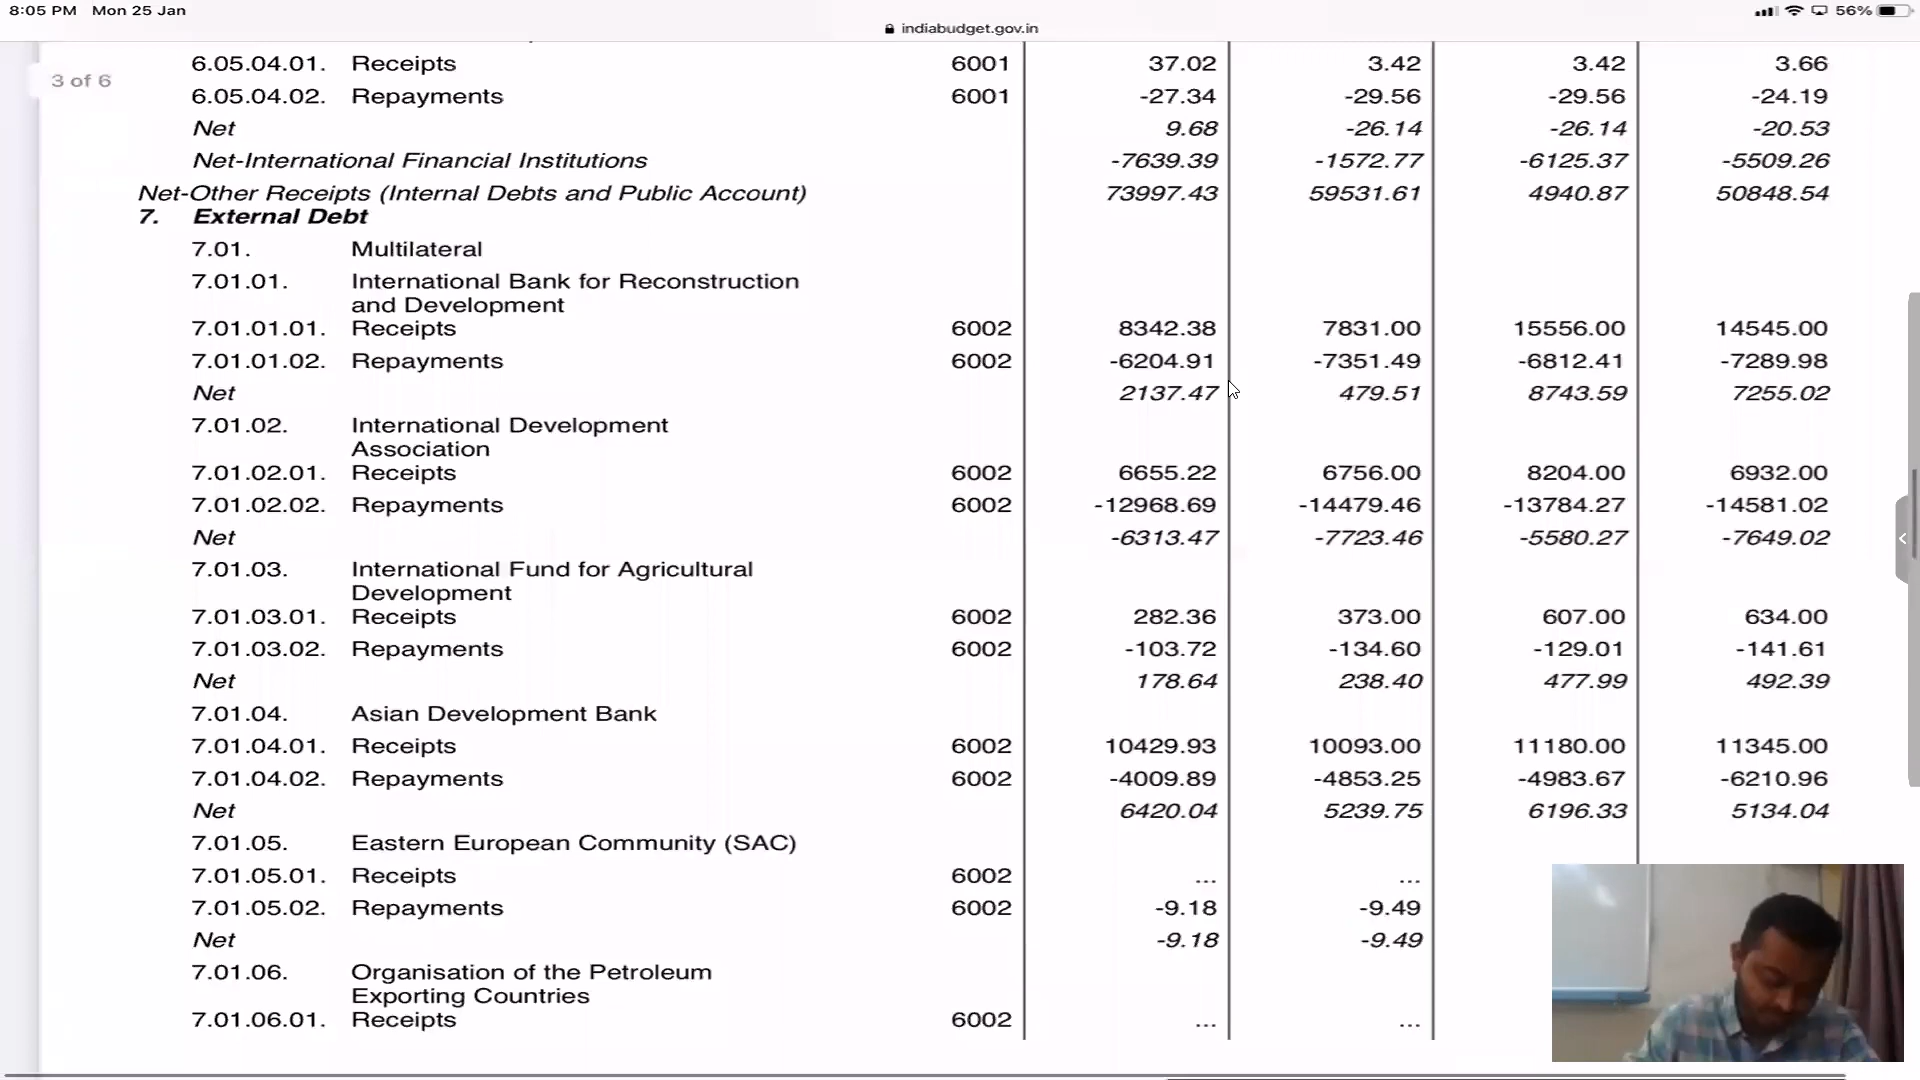 8:05 PM Mon 25 Jan
56%
indiabudget.gov.in
3 of 6
6.05.04.01. Receipts 6001 37.02 3.42 3.42 3.66
6.05.04.02. Repayments 6001 -27.34 -29.56 -29.56 -24.19
Net 9.68 -26.14 -26.14 -20.53
Net-International Financial Institutions -7639.39 -1572.77 -6125.37 -5509.26
Net-Other Receipts (Internal Debts and Public Account) 73997.43 59531.61 4940.87 50848.54
7. External Debt
7.01. Multilateral
7.01.01. International Bank for Reconstruction
and Development
7.01.01.01. Receipts 6002 8342.38 7831.00 15556.00 14545.00
7.01.01.02. Repayments 6002 -6204.91 -7351.49 -6812.41 -7289.98
Net 2137.47 479.51 8743.59 7255.02
7.01.02. International Development
Association
7.01.02.01. Receipts 6002 6655.22 6756.00 8204.00 6932.00
7.01.02.02. Repayments 6002 -12968.69 -14479.46 -13784.27 -14581.02
Net -6313.47 -7723.46 -5580.27 -7649.02
7.01.03. International Fund for Agricultural
Development
7.01.03.01. Receipts 6002 282.36 373.00 607.00 634.00
7.01.03.02. Repayments 6002 -103.72 -134.60 -129.01 -141.61
Net 178.64 238.40 477.99 492.39
7.01.04. Asian Development Bank
7.01.04.01. Receipts 6002 10429.93 10093.00 11180.00 11345.00
7.01.04.02. Repayments 6002 -4009.89 -4853.25 -4983.67 -6210.96
Net 6420.04 5239.75 6196.33 5134.04
7.01.05. Eastern European Community (SAC)
7.01.05.01. Receipts 6002 ... ...
7.01.05.02. Repayments 6002 -9.18 -9.49
Net -9.18 -9.49
7.01.06. Organisation of the Petroleum
Exporting Countries
7.01.06.01. Receipts 6002 ... ...